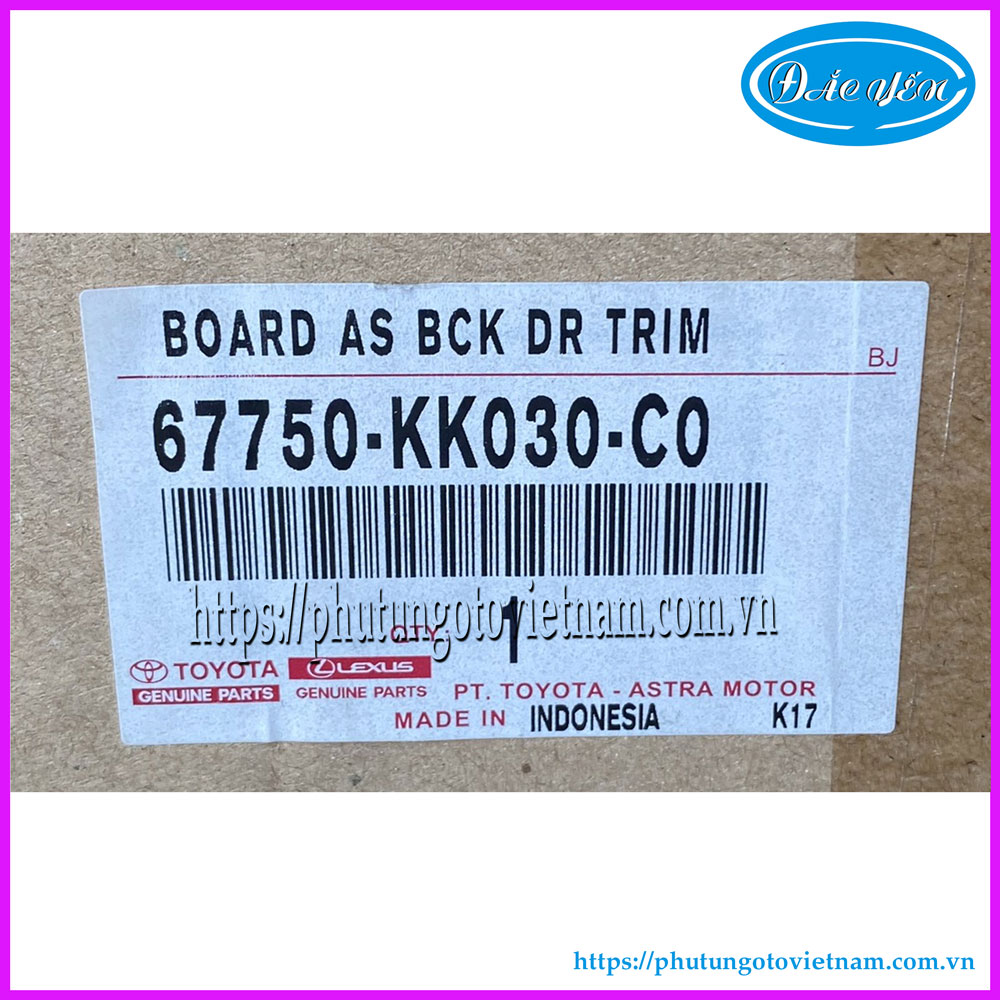 ĐẮC YẾN
BOARD AS BCK DR TRIM
BJ
67750-KK030-C0
https://phutungotovietnam.com.vn
QTY. 1
TOYOTA LEXUS
GENUINE PARTS GENUINE PARTS PT. TOYOTA - ASTRA MOTOR
MADE IN INDONESIA K17
https://phutungotovietnam.com.vn